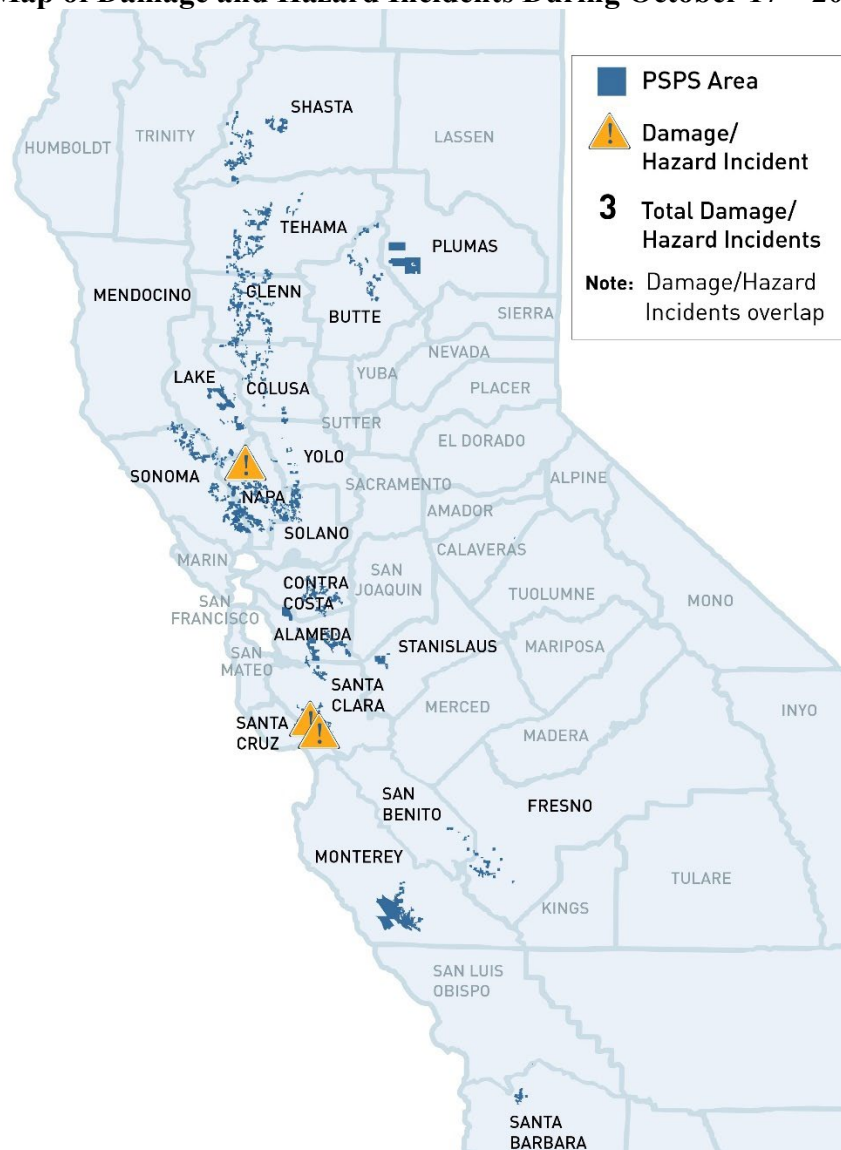 Map of Damage and Hazard Incidents During October 17 – 20
PSPS Area
Damage/
Hazard Incident
3 Total Damage/
Hazard Incidents
Note: Damage/Hazard
Incidents overlap
SHASTA
TRINITY
HUMBOLDT
LASSEN
TEHAMA
PLUMAS
MENDOCINO
GLENN
BUTTE
SIERRA
NEVADA
YUBA
LAKE
COLUSA
PLACER
SUTTER
EL DORADO
YOLO
SONOMA
ALPINE
SACRAMENTO
NAPA
AMADOR
SOLANO
CALAVERAS
MARIN
CONTRA
COSTA
SAN
JOAQUIN
TUOLUMNE
MONO
SAN
FRANCISCO
ALAMEDA
STANISLAUS
MARIPOSA
SAN
MATEO
SANTA
CLARA
MERCED
INYO
SANTA
CRUZ
MADERA
SAN
BENITO
FRESNO
MONTEREY
TULARE
KINGS
SAN LUIS
OBISPO
SANTA
BARBARA